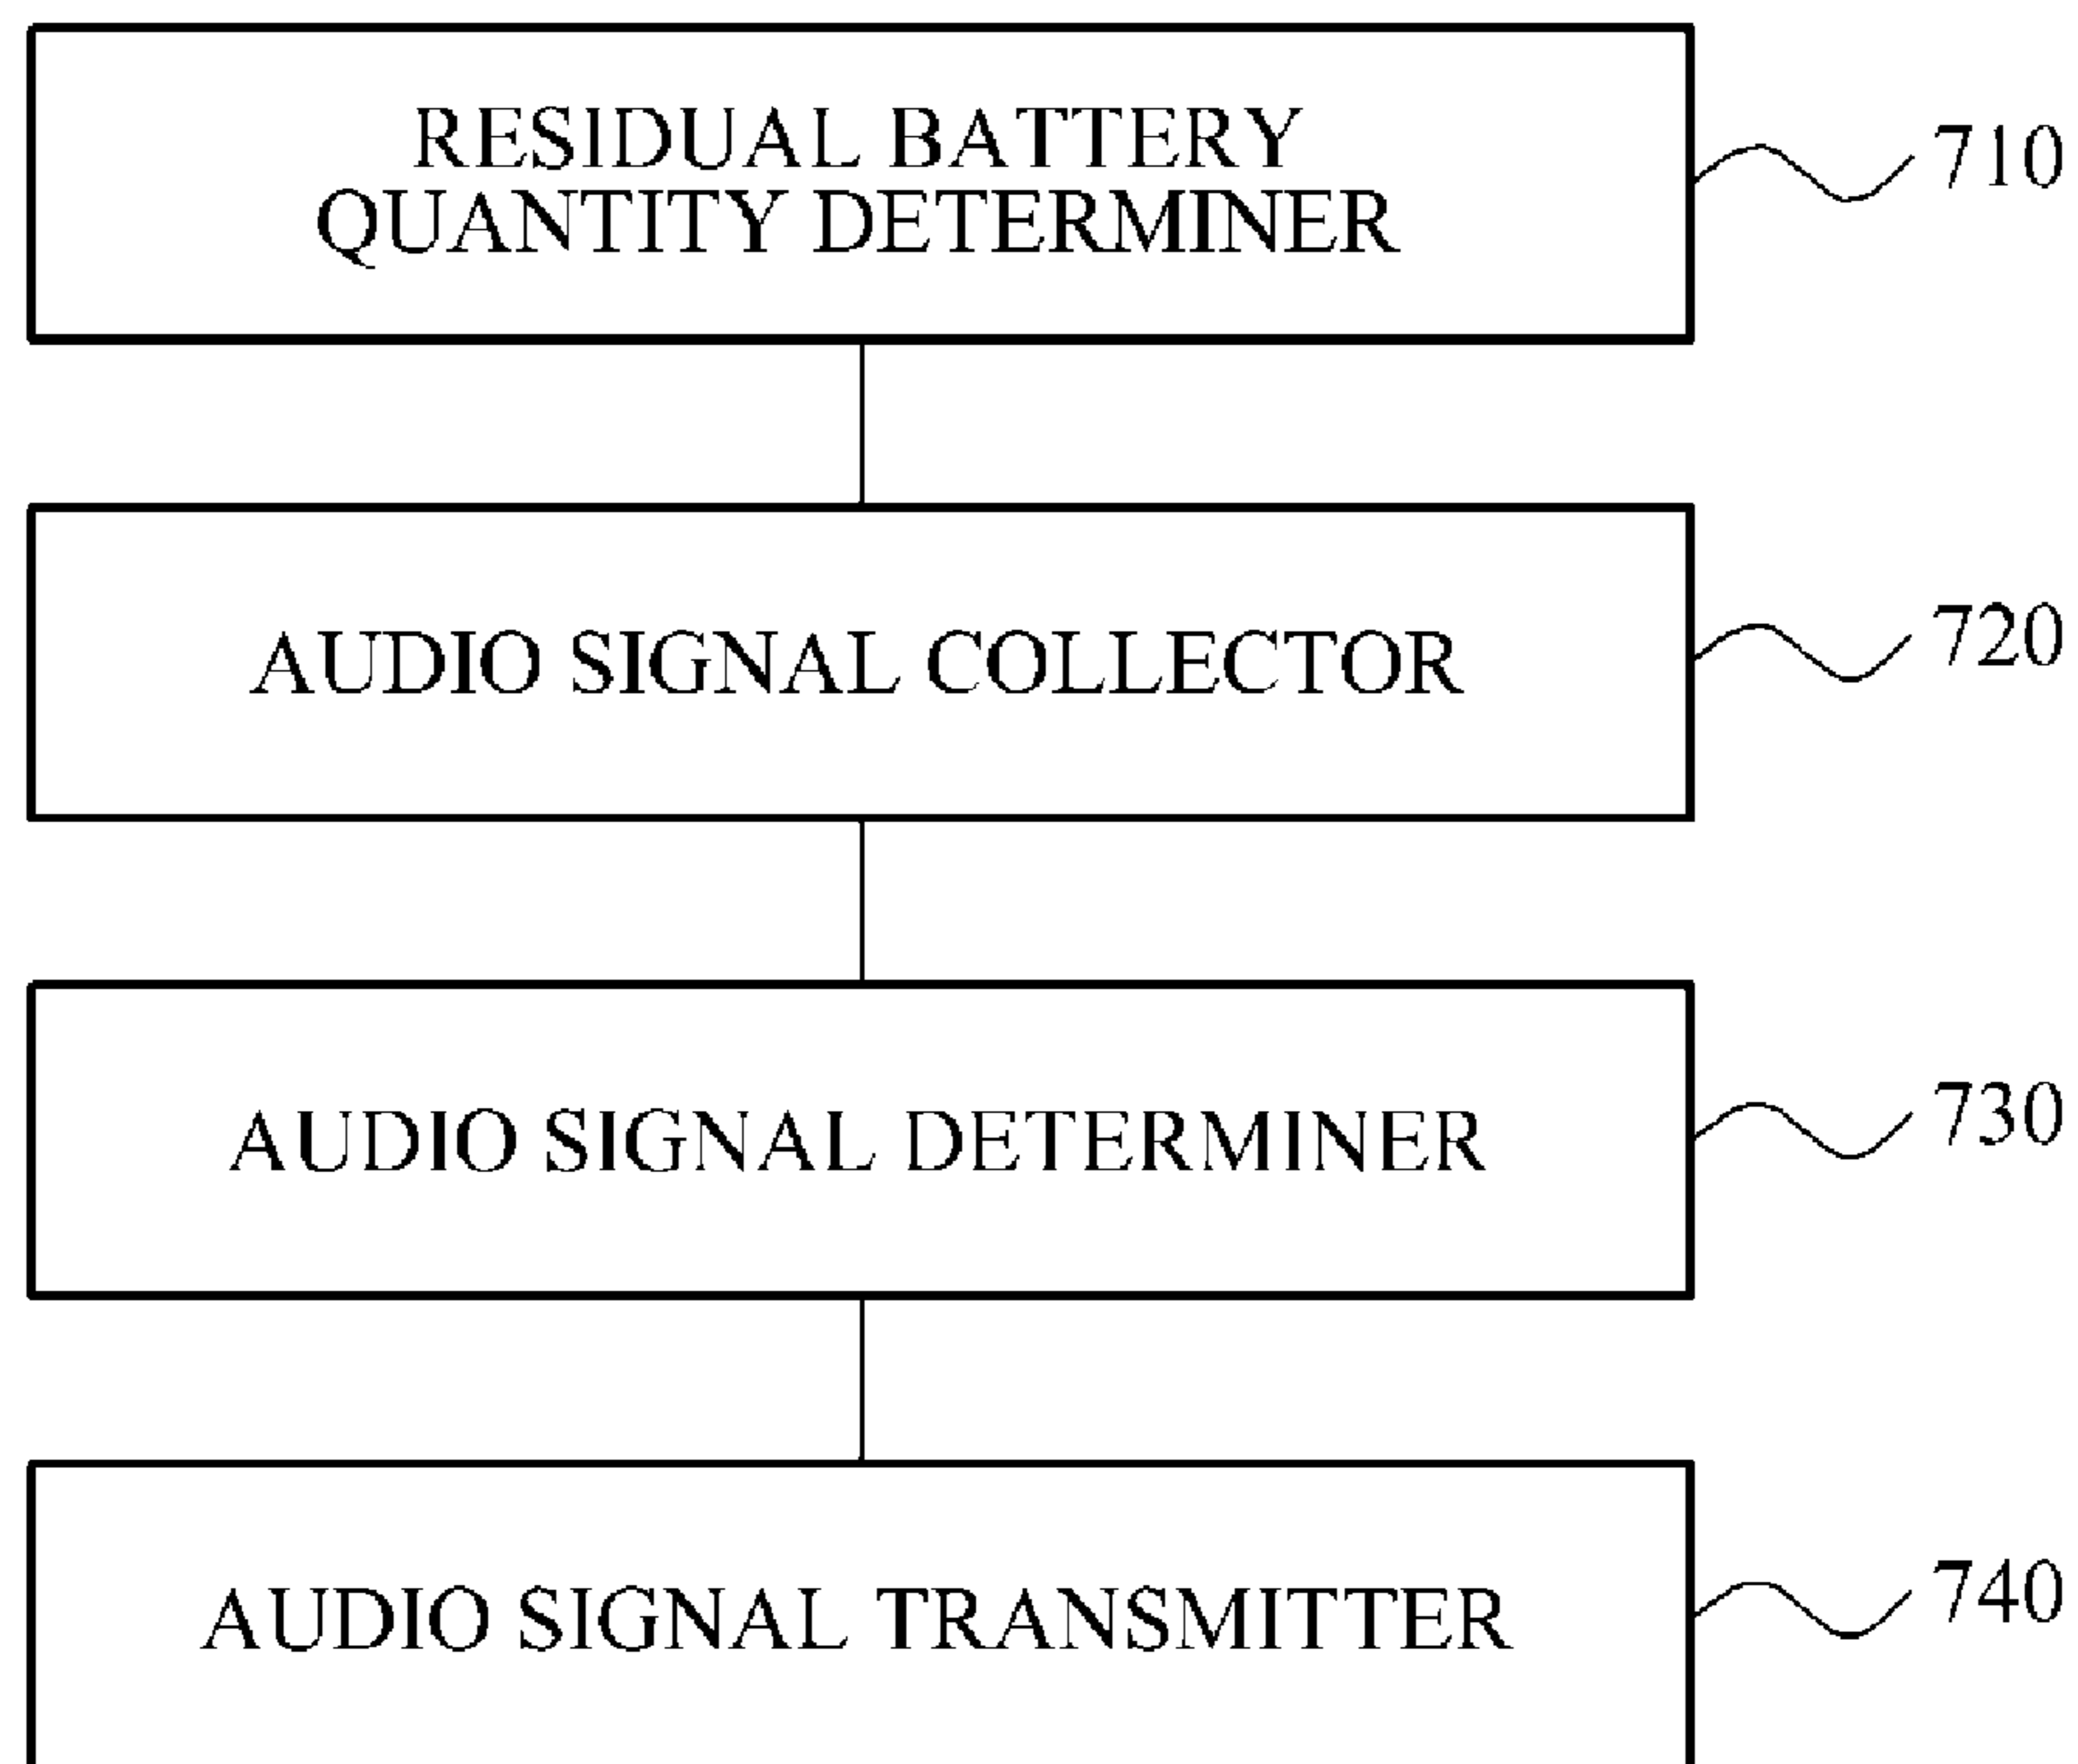 RESIDUAL BATTERY
QUANTITY DETERMINER
710
AUDIO SIGNAL COLLECTOR
720
AUDIO SIGNAL DETERMINER
730
AUDIO SIGNAL TRANSMITTER
740